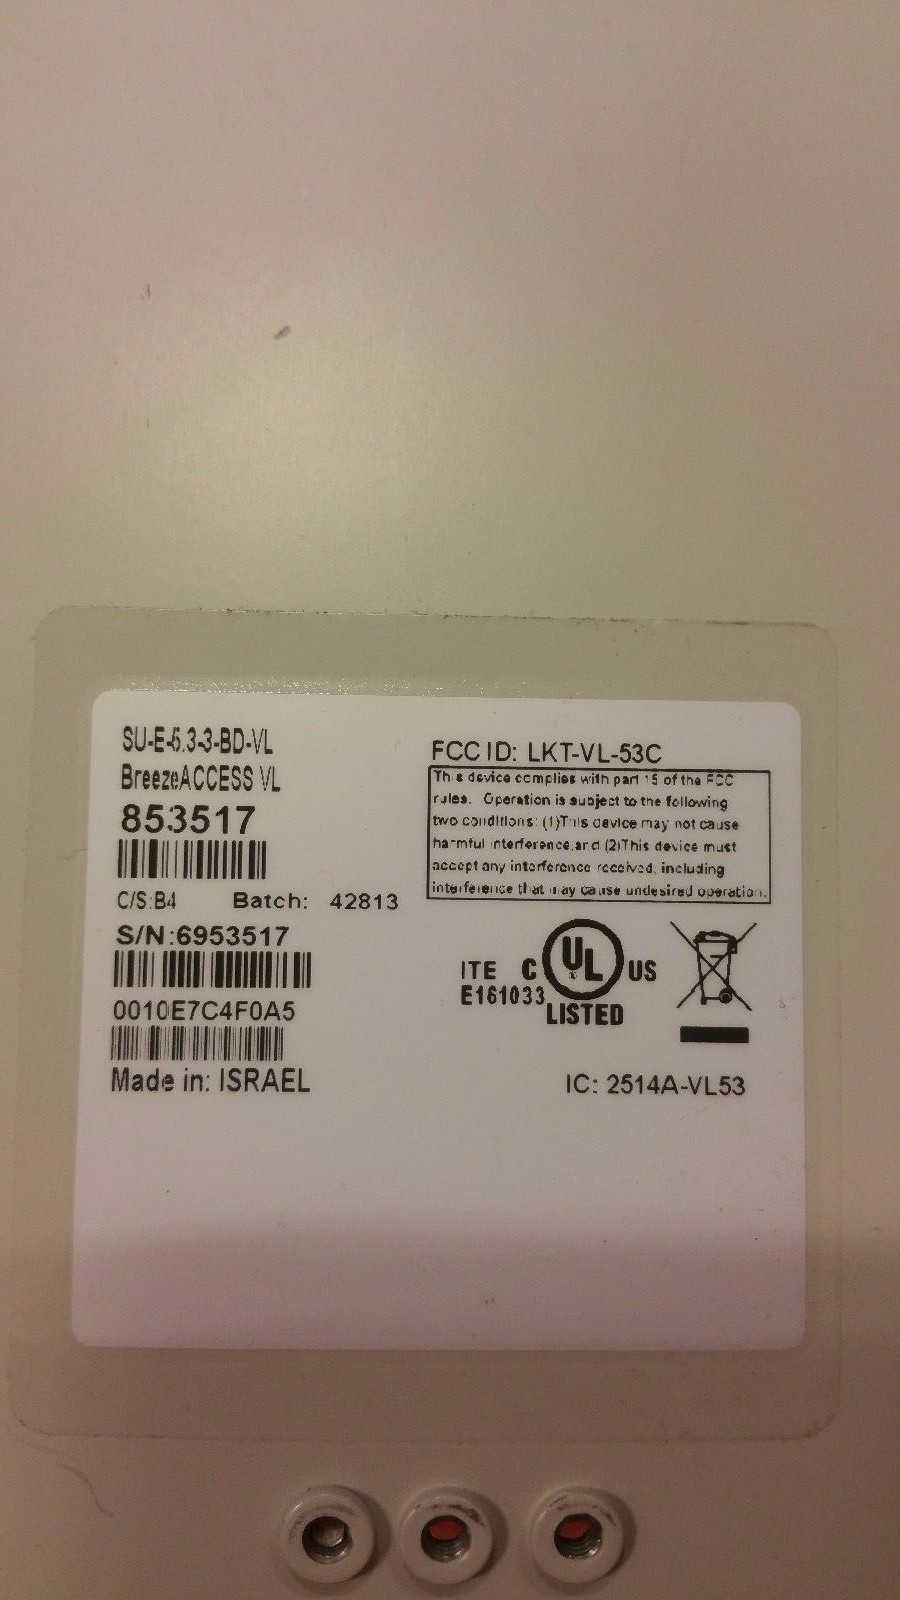 SU-E-5.3-3-BD-VL
BreezeACCESS VL
853517
C/S:B4 Batch: 42813
S/N:6953517
0010E7C4F0A5
Made in: ISRAEL
FCC ID: LKT-VL-53C
This device complies with part 15 of the FCC
rules. Operation is subject to the following
two conditions: (1)This device may not cause
harmful interference,and (2)This device must
accept any interference received, including
interference that may cause undesired operation.
ITE C UL US
E161033 LISTED
IC: 2514A-VL53